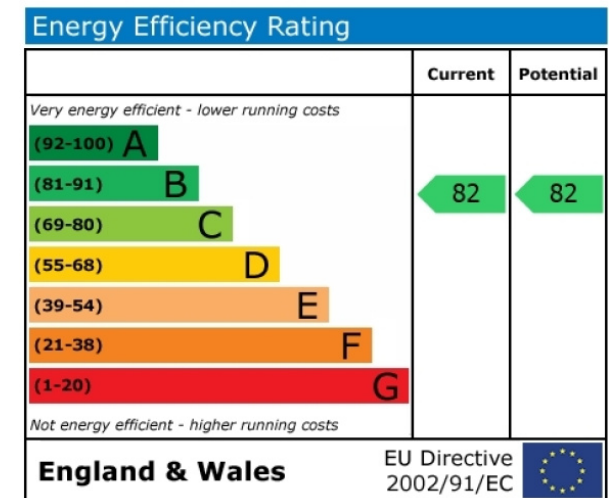 Energy Efficiency Rating
Current Potential
Very energy efficient - lower running costs
(92-100) A
(81-91) B 82 82
(69-80) C
(55-68) D
(39-54) E
(21-38) F
(1-20) G
Not energy efficient - higher running costs
England & Wales
EU Directive
2002/91/EC